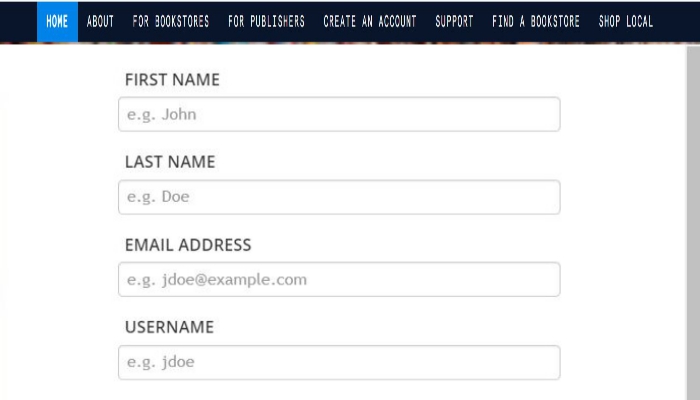 HOME ABOUT FOR BOOKSTORES FOR PUBLISHERS CREATE AN ACCOUNT SUPPORT FIND A BOOKSTORE SHOP LOCAL
FIRST NAME
e.g. John
LAST NAME
e.g. Doe
EMAIL ADDRESS
e.g. jdoe@example.com
USERNAME
e.g. jdoe